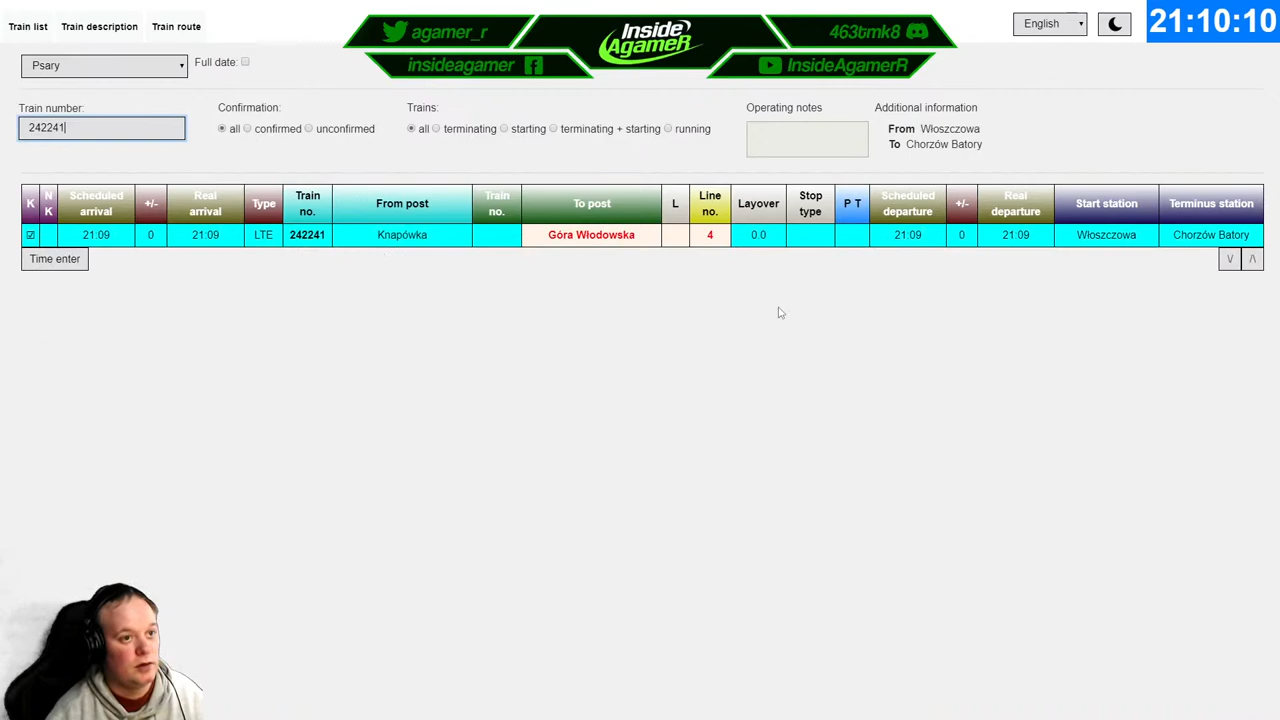 Train list Train description Train route
agamer_r
Inside
AgameR
463tmk8
English
21:10:10
insideagamer
InsideAgamerR
Psary
Full date:
Train number: Confirmation: Trains: Operating notes Additional information
242241
all confirmed unconfirmed
all terminating starting terminating + starting running
From Włoszczowa
To Chorzów Batory
K
N K
Scheduled arrival
+/-
Real arrival
Type
Train no.
From post
Train no.
To post
L
Line no.
Layover
Stop type
P T
Scheduled departure
+/-
Real departure
Start station
Terminus station
21:09 0 21:09 LTE 242241 Knapówka Góra Włodowska 4 0.0 21:09 0 21:09 Włoszczowa Chorzów Batory
Time enter
V Λ